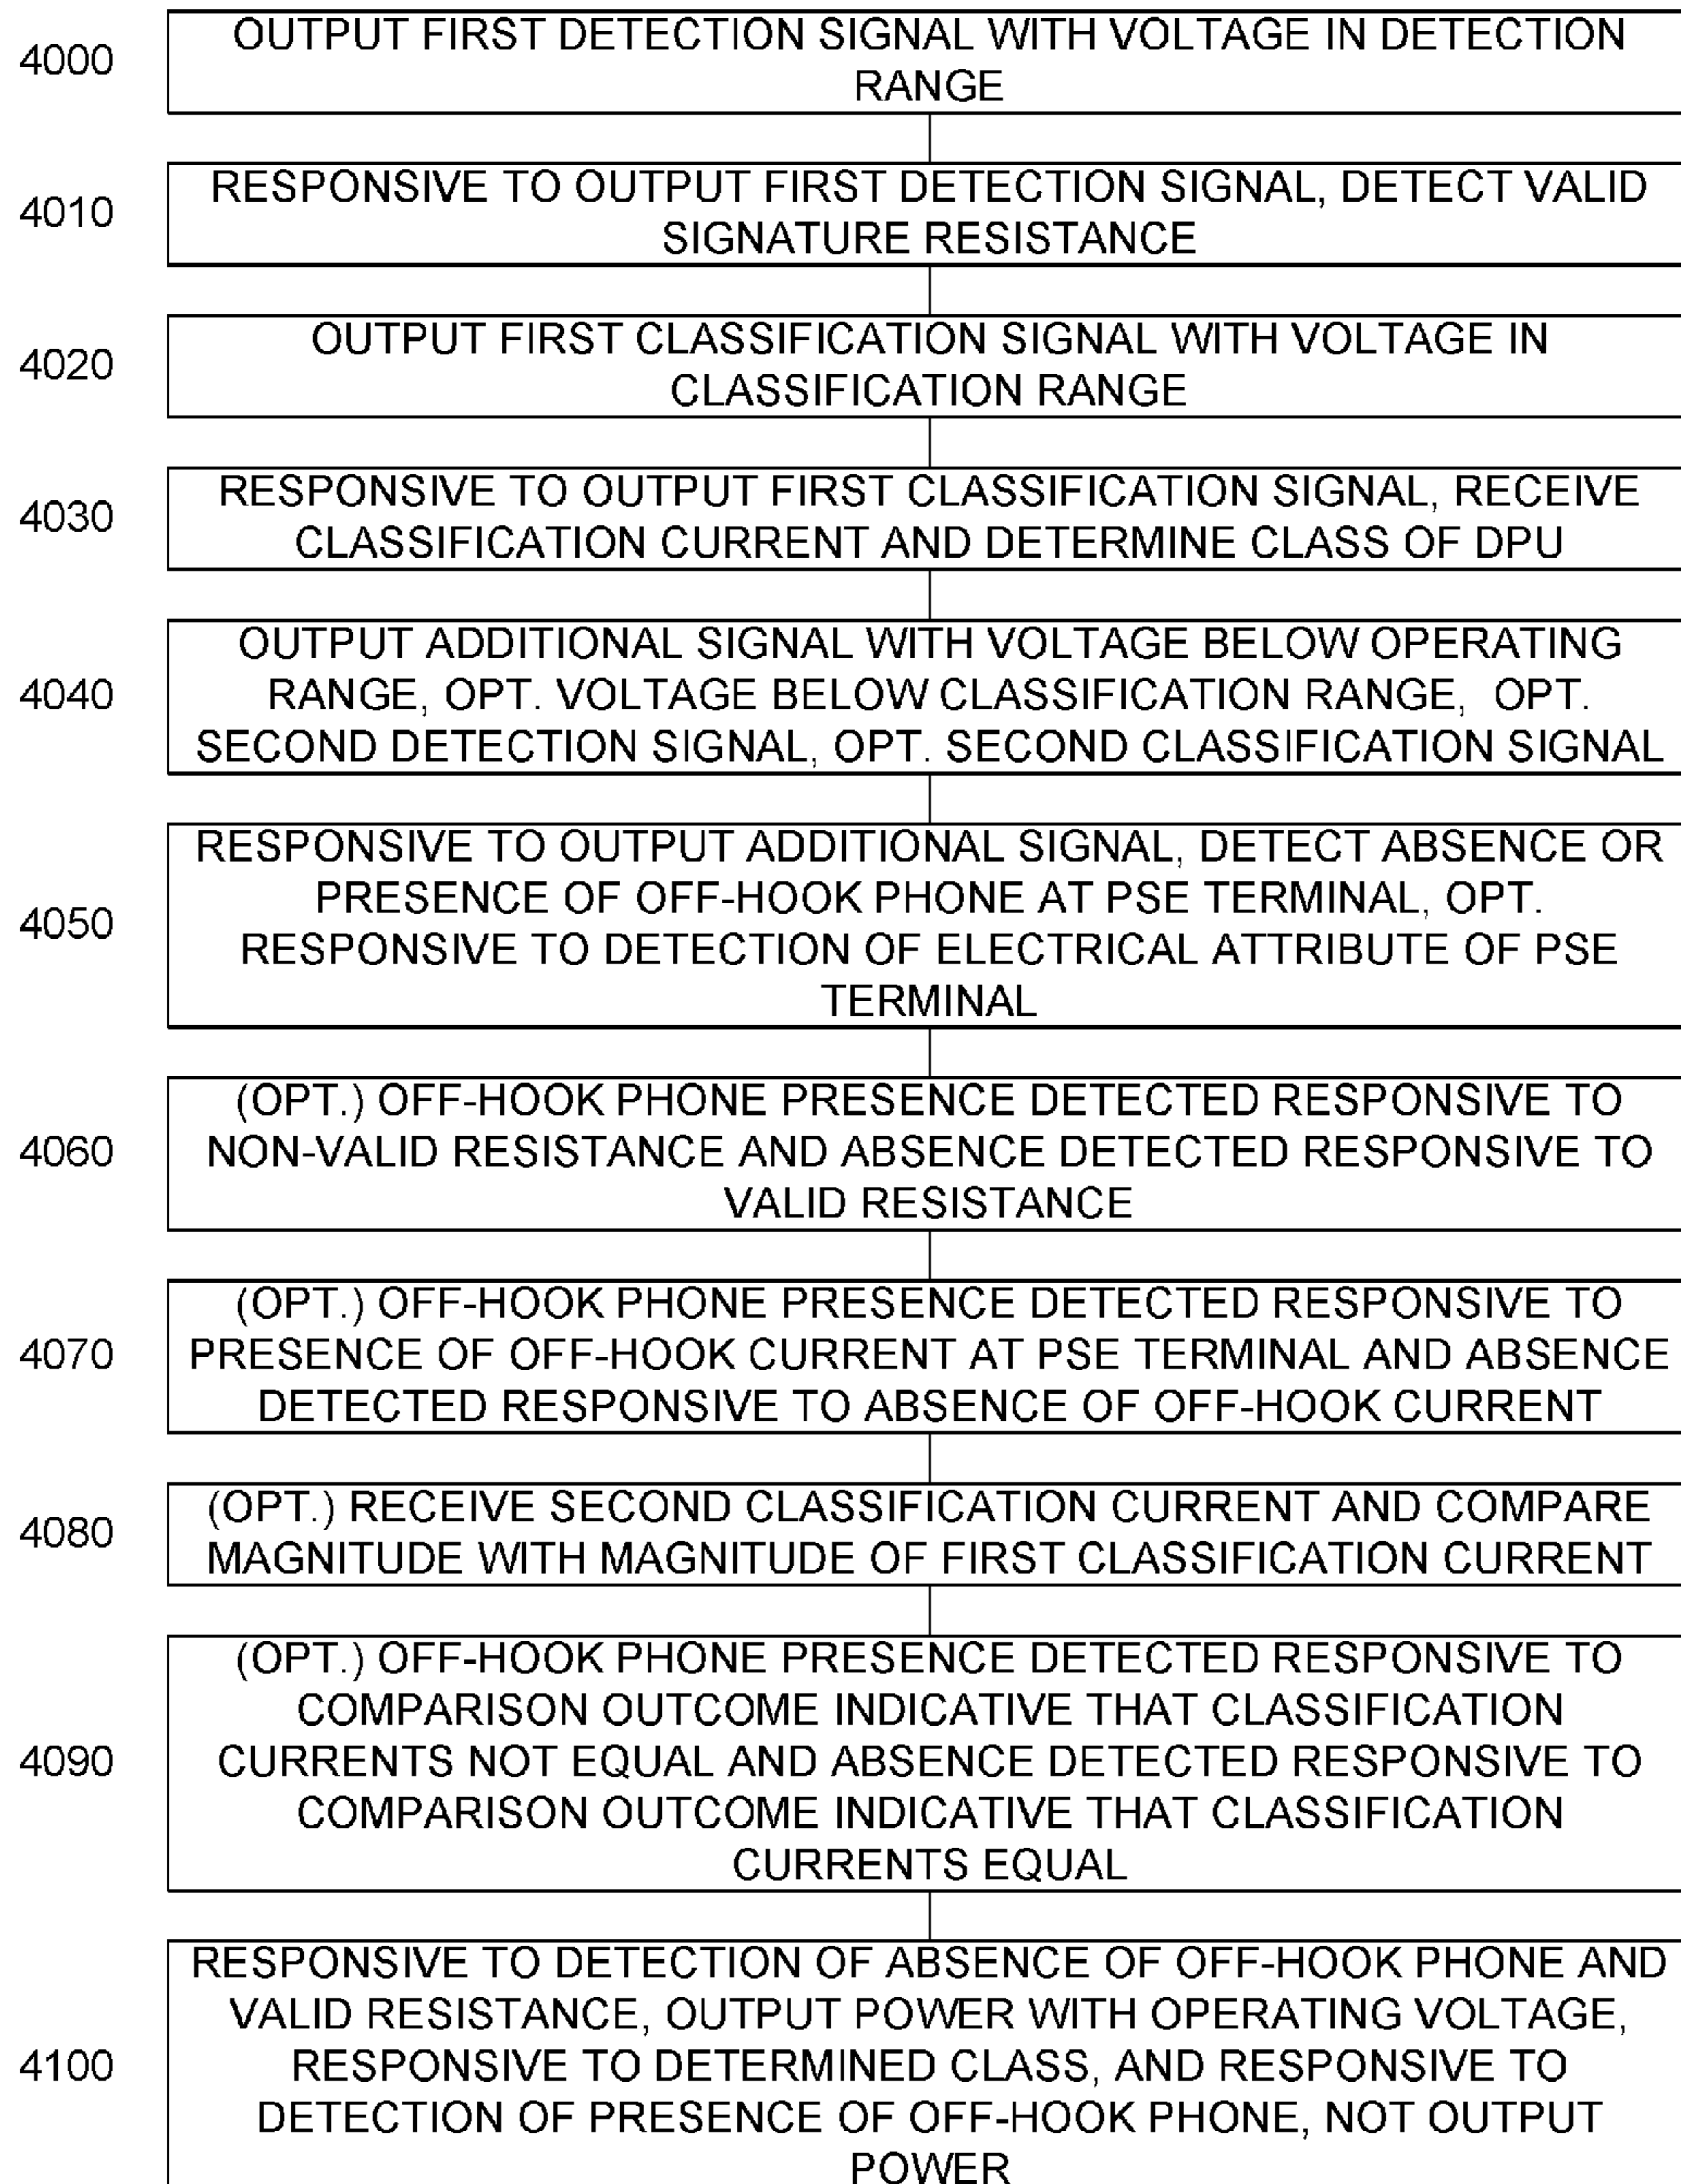 4000
OUTPUT FIRST DETECTION SIGNAL WITH VOLTAGE IN DETECTION
RANGE
4010
RESPONSIVE TO OUTPUT FIRST DETECTION SIGNAL, DETECT VALID
SIGNATURE RESISTANCE
4020
OUTPUT FIRST CLASSIFICATION SIGNAL WITH VOLTAGE IN
CLASSIFICATION RANGE
4030
RESPONSIVE TO OUTPUT FIRST CLASSIFICATION SIGNAL, RECEIVE
CLASSIFICATION CURRENT AND DETERMINE CLASS OF DPU
4040
OUTPUT ADDITIONAL SIGNAL WITH VOLTAGE BELOW OPERATING
RANGE, OPT. VOLTAGE BELOW CLASSIFICATION RANGE, OPT.
SECOND DETECTION SIGNAL, OPT. SECOND CLASSIFICATION SIGNAL
4050
RESPONSIVE TO OUTPUT ADDITIONAL SIGNAL, DETECT ABSENCE OR
PRESENCE OF OFF-HOOK PHONE AT PSE TERMINAL, OPT.
RESPONSIVE TO DETECTION OF ELECTRICAL ATTRIBUTE OF PSE
TERMINAL
4060
(OPT.) OFF-HOOK PHONE PRESENCE DETECTED RESPONSIVE TO
NON-VALID RESISTANCE AND ABSENCE DETECTED RESPONSIVE TO
VALID RESISTANCE
4070
(OPT.) OFF-HOOK PHONE PRESENCE DETECTED RESPONSIVE TO
PRESENCE OF OFF-HOOK CURRENT AT PSE TERMINAL AND ABSENCE
DETECTED RESPONSIVE TO ABSENCE OF OFF-HOOK CURRENT
4080
(OPT.) RECEIVE SECOND CLASSIFICATION CURRENT AND COMPARE
MAGNITUDE WITH MAGNITUDE OF FIRST CLASSIFICATION CURRENT
4090
(OPT.) OFF-HOOK PHONE PRESENCE DETECTED RESPONSIVE TO
COMPARISON OUTCOME INDICATIVE THAT CLASSIFICATION
CURRENTS NOT EQUAL AND ABSENCE DETECTED RESPONSIVE TO
COMPARISON OUTCOME INDICATIVE THAT CLASSIFICATION
CURRENTS EQUAL
4100
RESPONSIVE TO DETECTION OF ABSENCE OF OFF-HOOK PHONE AND
VALID RESISTANCE, OUTPUT POWER WITH OPERATING VOLTAGE,
RESPONSIVE TO DETERMINED CLASS, AND RESPONSIVE TO
DETECTION OF PRESENCE OF OFF-HOOK PHONE, NOT OUTPUT
POWER